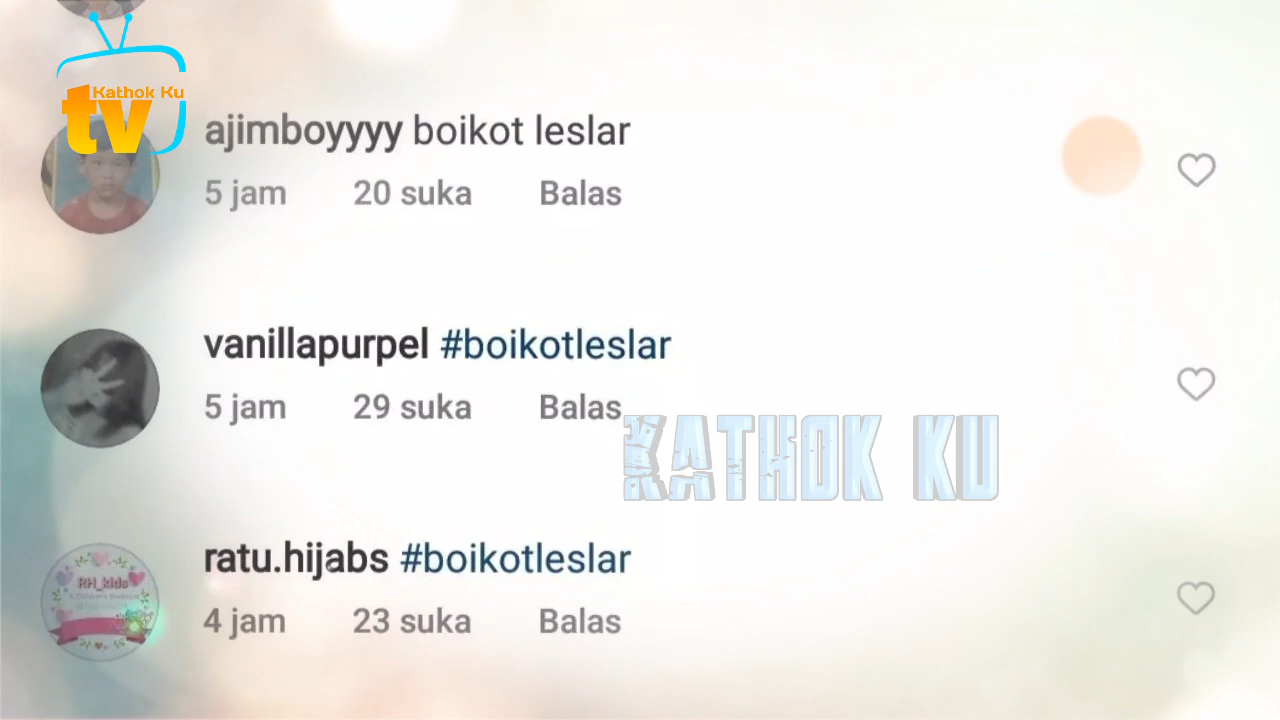 Kathok Ku
tv
ajimboyyyy boikot leslar
5 jam 20 suka Balas
vanillapurpel #boikotleslar
5 jam 29 suka Balas
KATHOK KU
RH_kids
ratu.hijabs #boikotleslar
4 jam 23 suka Balas